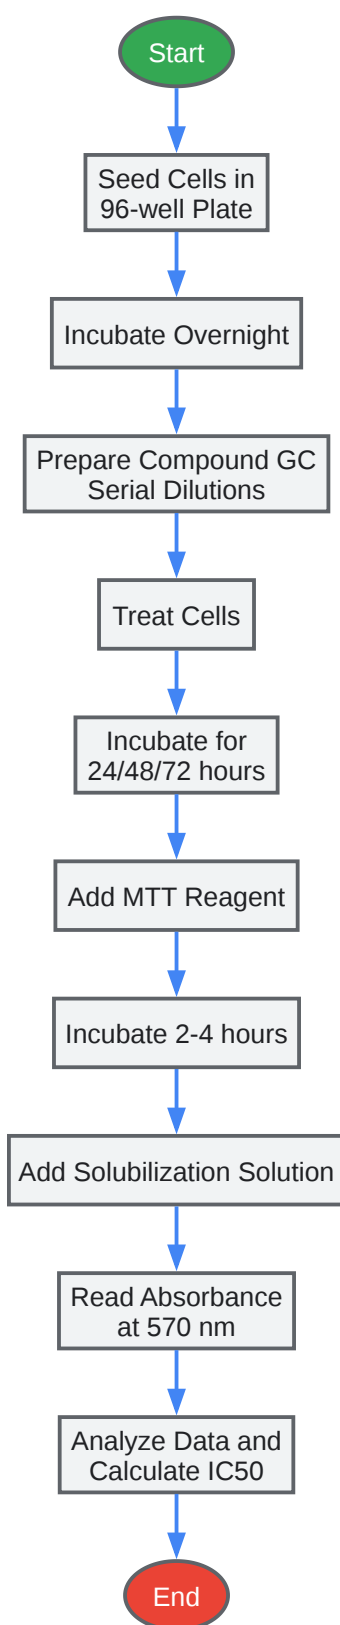 Start
Seed Cells in
96-well Plate
Incubate Overnight
Prepare Compound GC
Serial Dilutions
Treat Cells
Incubate for
24/48/72 hours
Add MTT Reagent
Incubate 2-4 hours
Add Solubilization Solution
Read Absorbance
at 570 nm
Analyze Data and
Calculate IC50
End